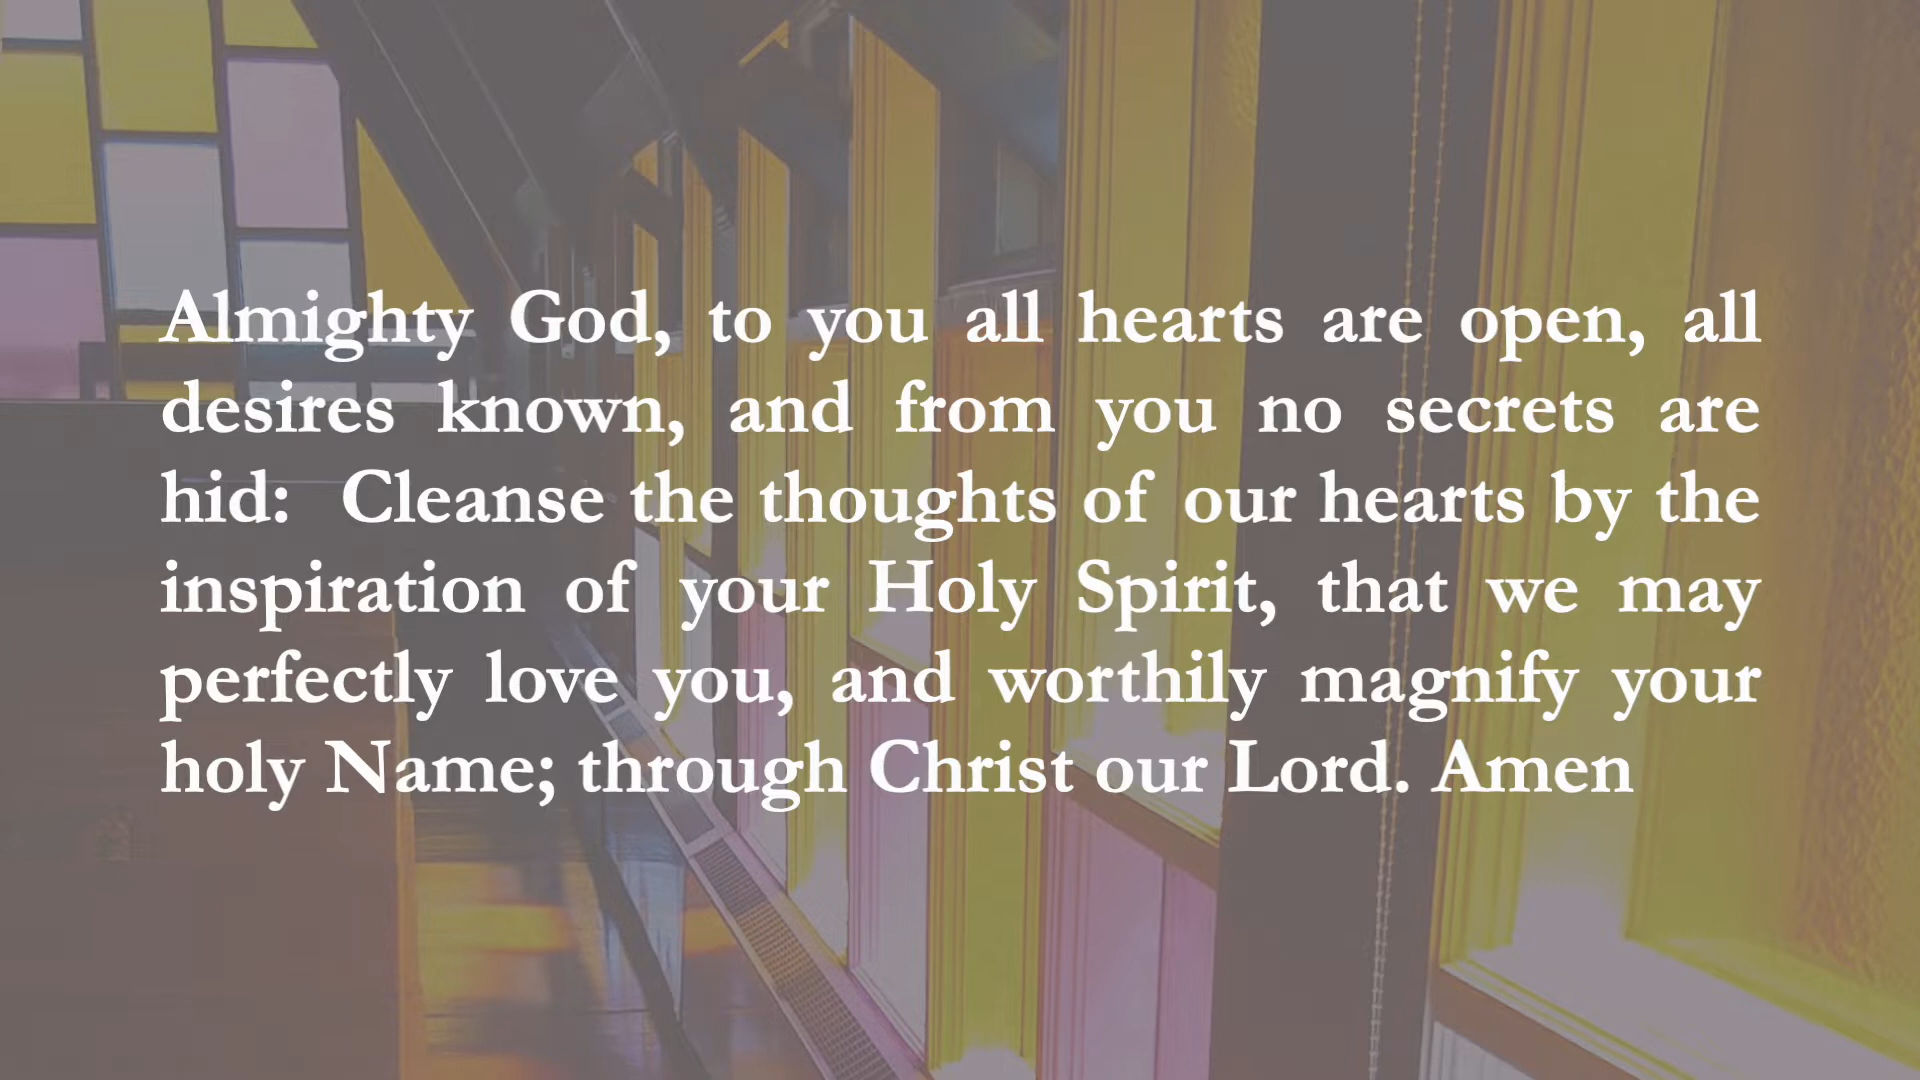 Almighty God, to you all hearts are open, all
desires known, and from you no secrets are
hid:  Cleanse the thoughts of our hearts by the
inspiration of your Holy Spirit, that we may
perfectly love you, and worthily magnify your
holy Name; through Christ our Lord. Amen